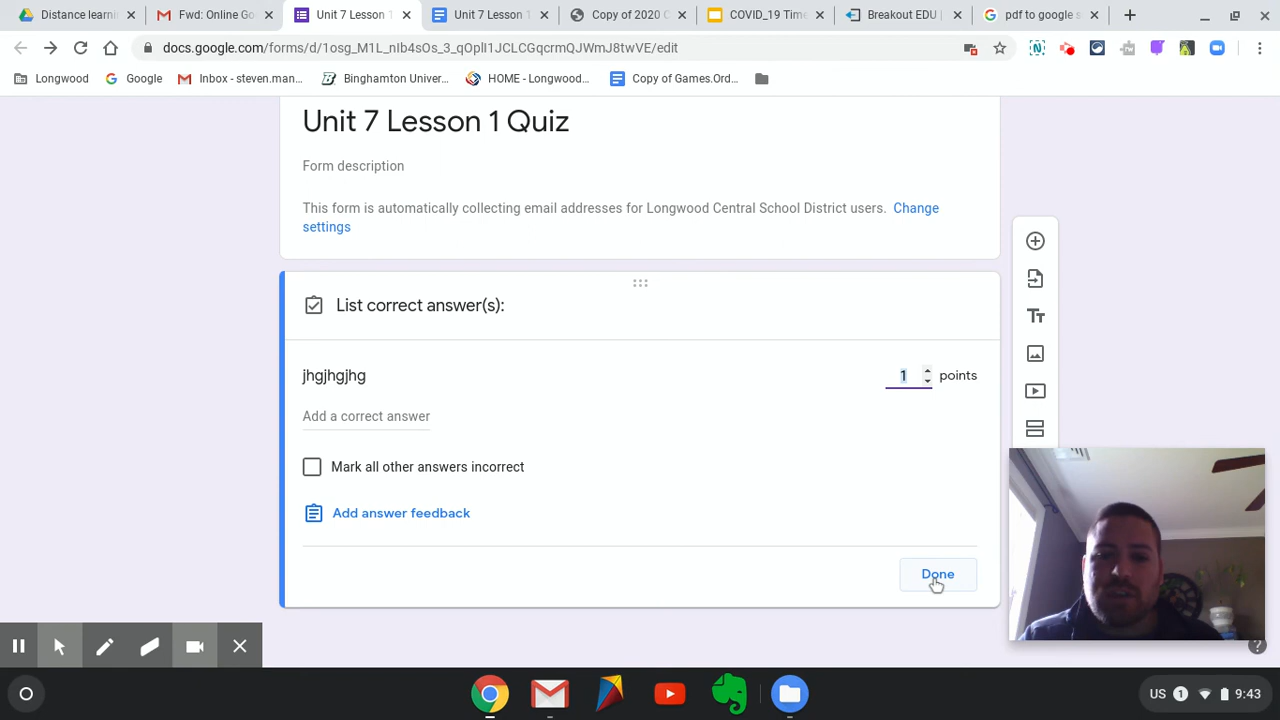 Distance learni
Fwd: Online Go
Unit 7 Lesson 1
Unit 7 Lesson 1
Copy of 2020 C
COVID_19 Time
Breakout EDU
pdf to google s
docs.google.com/forms/d/1osg_M1L_nIb4sOs_3_qOplI1JCLCGqcrmQJWmJ8twVE/edit
Longwood
Google
Inbox - steven.man...
Binghamton Univer...
HOME - Longwood...
Copy of Games.Ord...
Unit 7 Lesson 1 Quiz
Form description
This form is automatically collecting email addresses for Longwood Central School District users. Change
settings
List correct answer(s):
jhgjhgjhg
1 points
Add a correct answer
Mark all other answers incorrect
Add answer feedback
Done
US 1 9:43